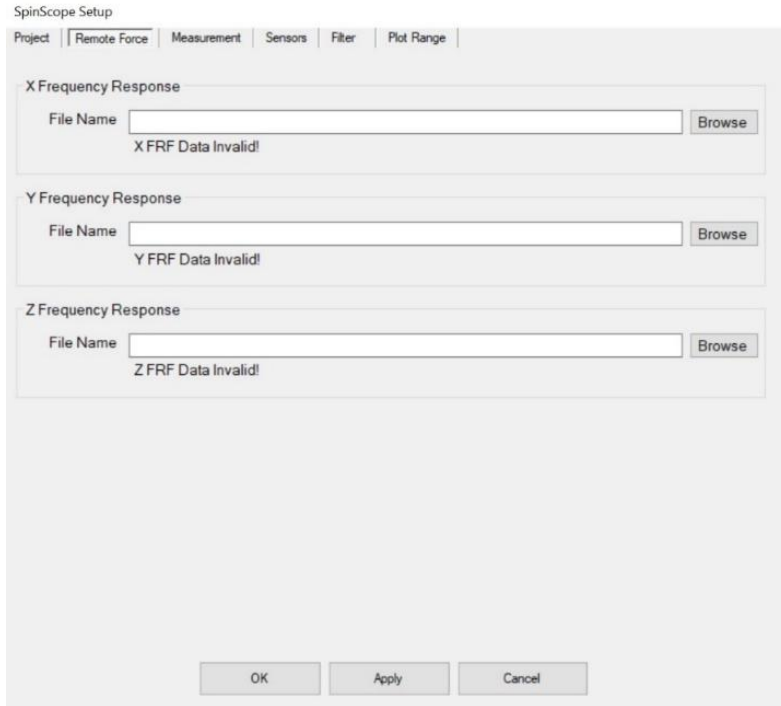 SpinScope Setup
Project Remote Force Measurement Sensors Filter Plot Range
X Frequency Response
File Name Browse
X FRF Data Invalid!
Y Frequency Response
File Name Browse
Y FRF Data Invalid!
Z Frequency Response
File Name Browse
Z FRF Data Invalid!
OK Apply Cancel